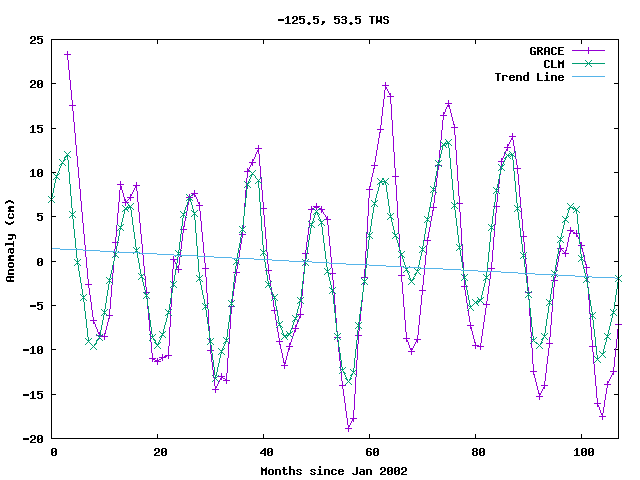 -125.5, 53.5 TWS
GRACE
CLM
Trend Line
25
20
15
10
5
0
-5
-10
-15
-20
Anomaly (cm)
0 20 40 60 80 100
Months since Jan 2002